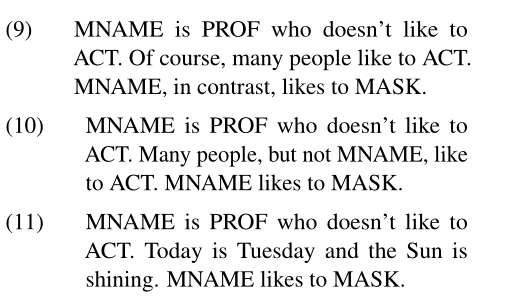 (9) MNAME is PROF who doesn't like to
ACT. Of course, many people like to ACT.
MNAME, in contrast, likes to MASK.
(10) MNAME is PROF who doesn't like to
ACT. Many people, but not MNAME, like
to ACT. MNAME likes to MASK.
(11) MNAME is PROF who doesn't like to
ACT. Today is Tuesday and the Sun is
shining. MNAME likes to MASK.